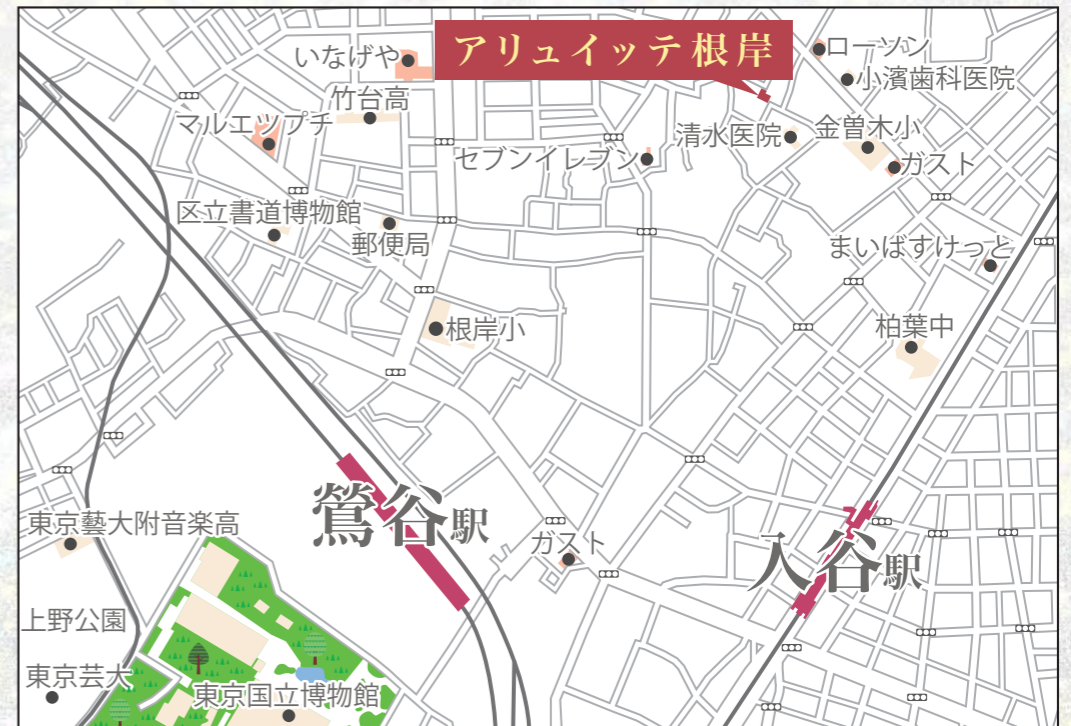 アリュイッテ根岸
ローソン
いなげや
小濱歯科医院
竹台高
マルエツプチ
清水医院
金曽木小
セブンイレブン
ガスト
区立書道博物館
郵便局
まいばすけっと
根岸小
柏葉中
鶯谷駅
東京藝大附音楽高
ガスト
入谷駅
上野公園
東京芸大
東京国立博物館